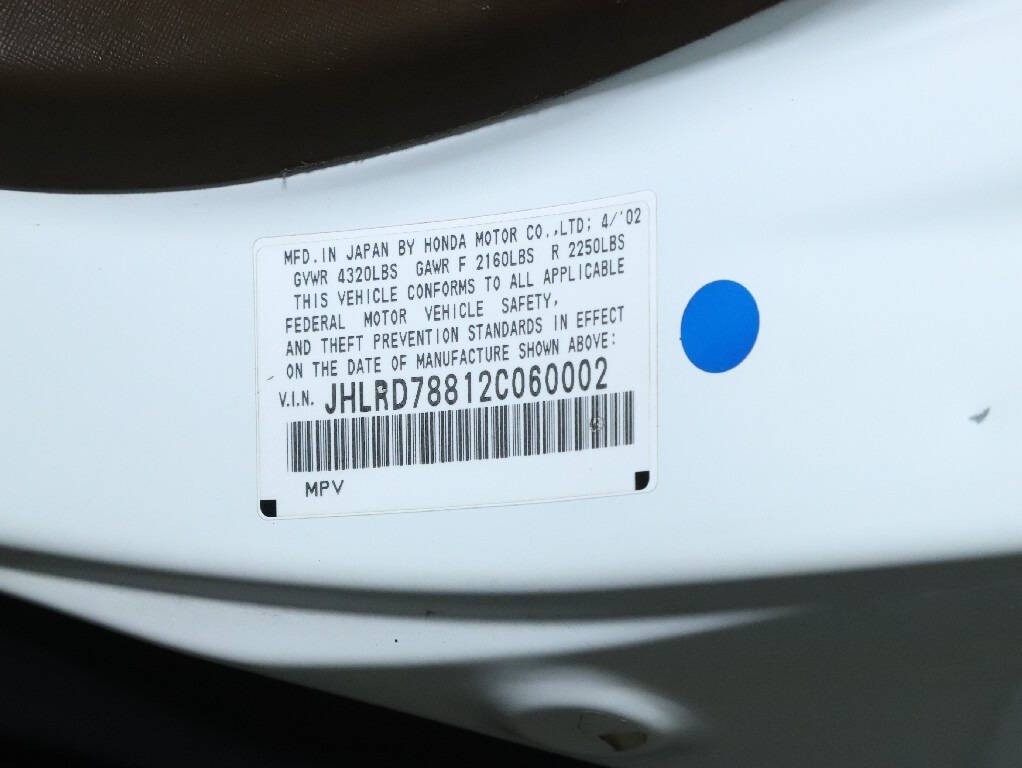 MFD.IN JAPAN BY HONDA MOTOR CO.,LTD; 4/'02
GVWR 4320LBS GAWR F 2160LBS R 2250LBS
THIS VEHICLE CONFORMS TO ALL APPLICABLE
FEDERAL MOTOR VEHICLE SAFETY,
AND THEFT PREVENTION STANDARDS IN EFFECT
ON THE DATE OF MANUFACTURE SHOWN ABOVE:
V.I.N. JHLRD78812C060002
MPV